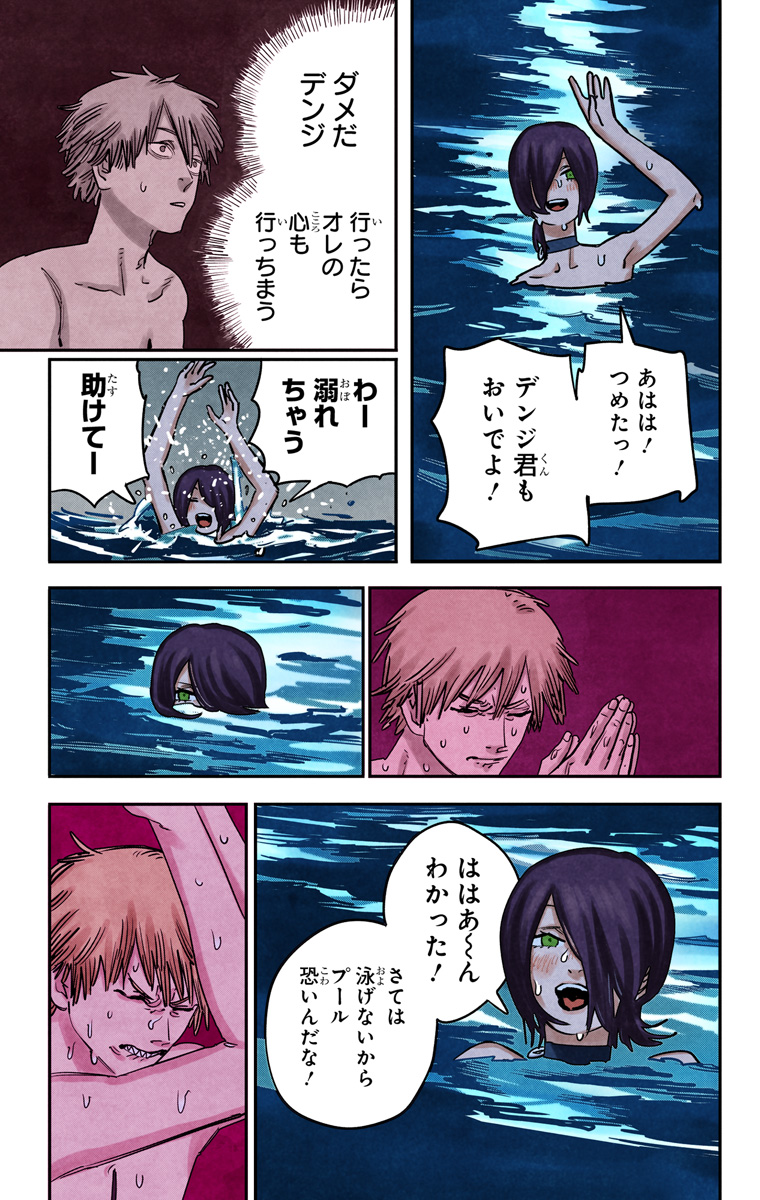 あはは！
つめたっ！
デンジ君も
おいでよ！
ダメだ
デンジ
行ったら
オレの
心も
行っちまう
わー
溺れ
ちゃう
助けてー
ははあ〜ん
わかった！
さては
泳げないから
プール
恐いんだな！